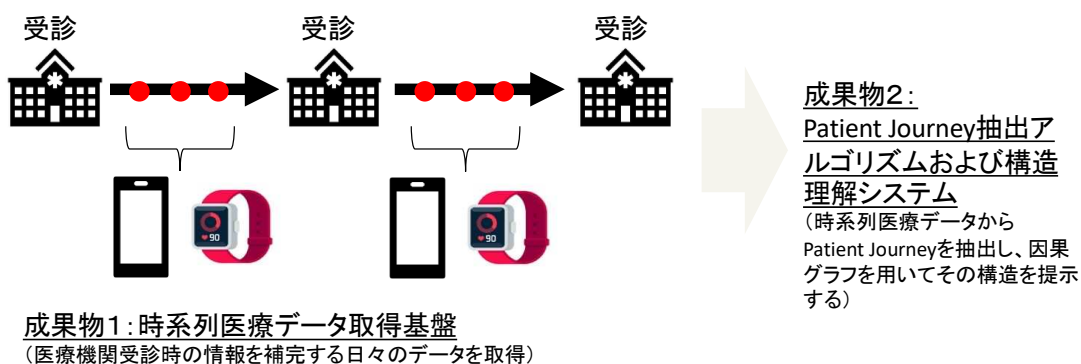 受診
受診
受診
90
90
成果物1:時系列医療データ取得基盤
(医療機関受診時の情報を補完する日々のデータを取得)
成果物2:
Patient Journey抽出ア
ルゴリズムおよび構造
理解システム
(時系列医療データから
Patient Journeyを抽出し、因果
グラフを用いてその構造を提示
する)